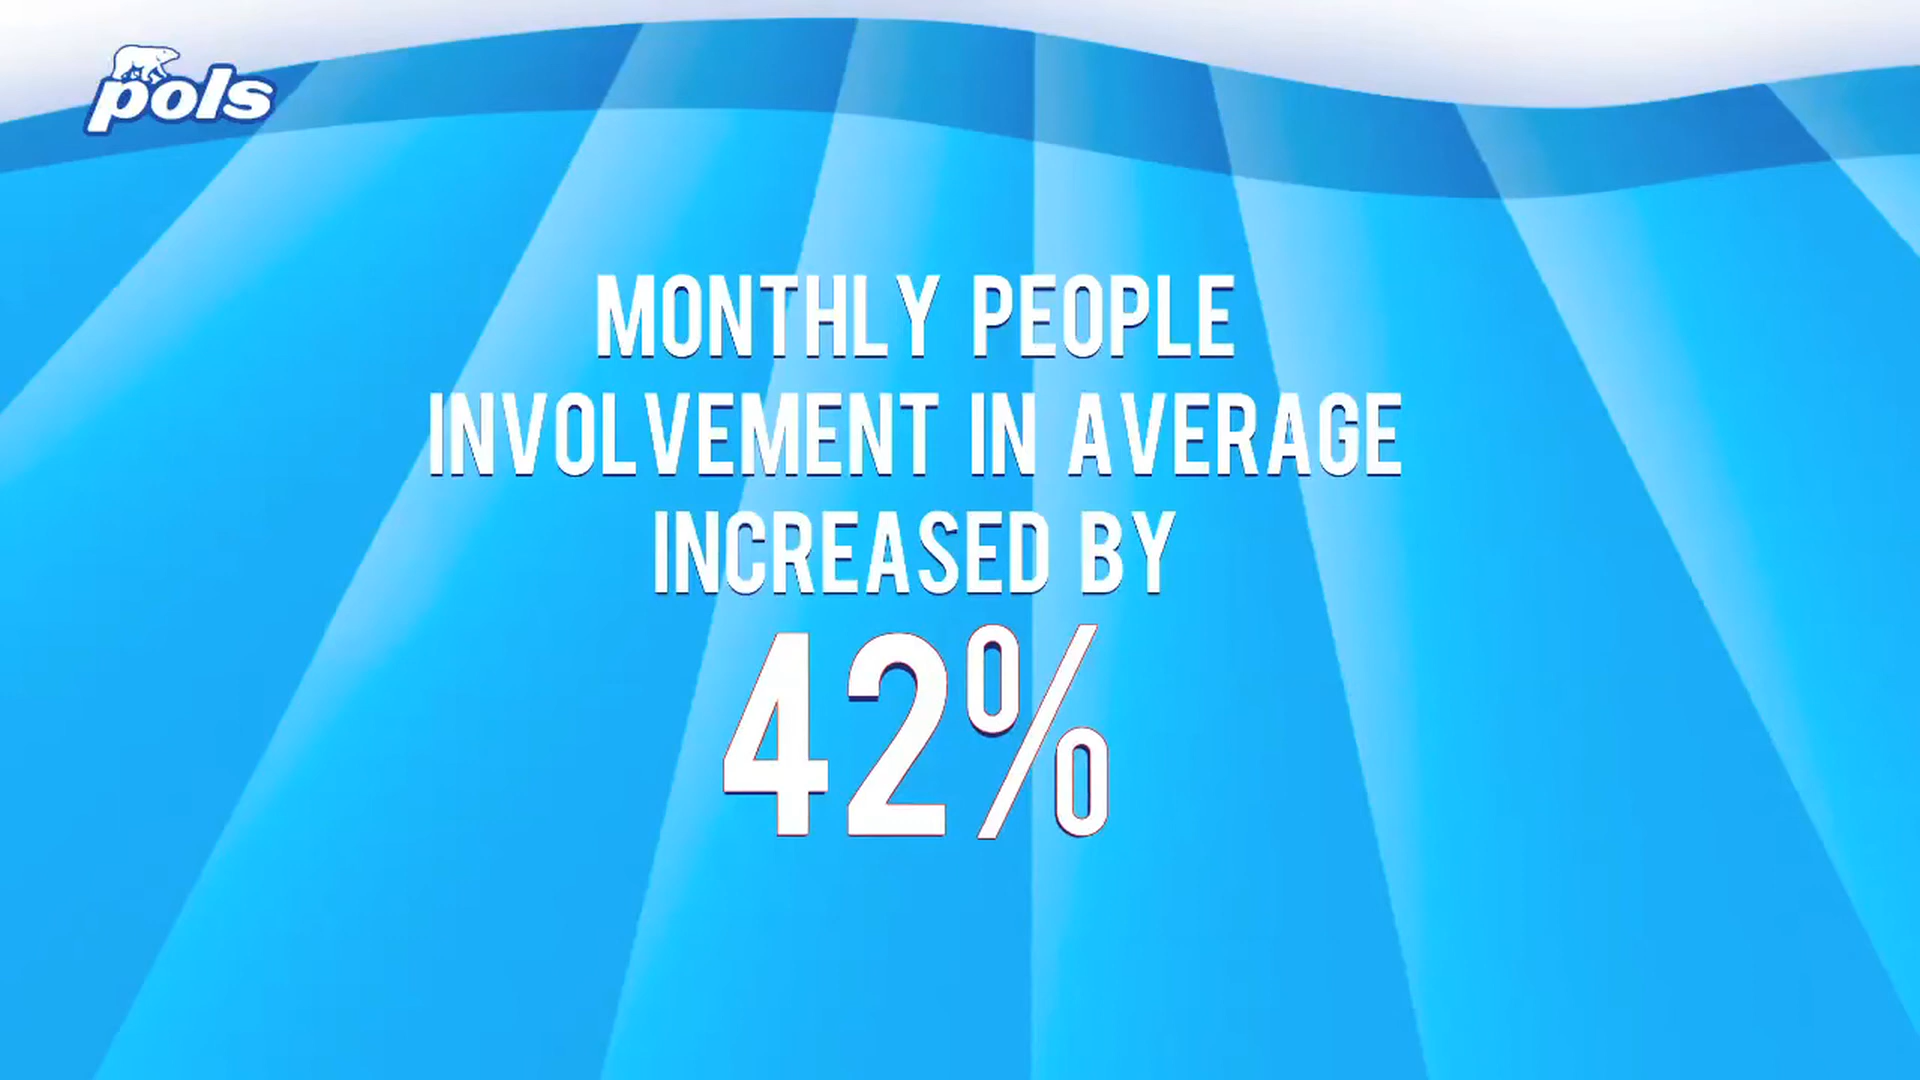 pols
MONTHLY PEOPLE
INVOLVEMENT IN AVERAGE
INCREASED BY
42%